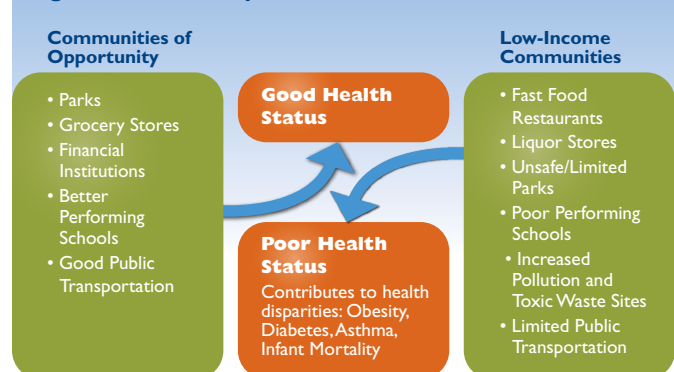 Communities of
Opportunity
• Parks
• Grocery Stores
• Financial
Institutions
• Better
Performing
Schools
• Good Public
Transportation
Good Health
Status
Poor Health
Status
Contributes to health
disparities: Obesity,
Diabetes, Asthma,
Infant Mortality
Low-Income
Communities
• Fast Food
Restaurants
• Liquor Stores
• Unsafe/Limited
Parks
• Poor Performing
Schools
• Increased
Pollution and
Toxic Waste Sites
• Limited Public
Transportation